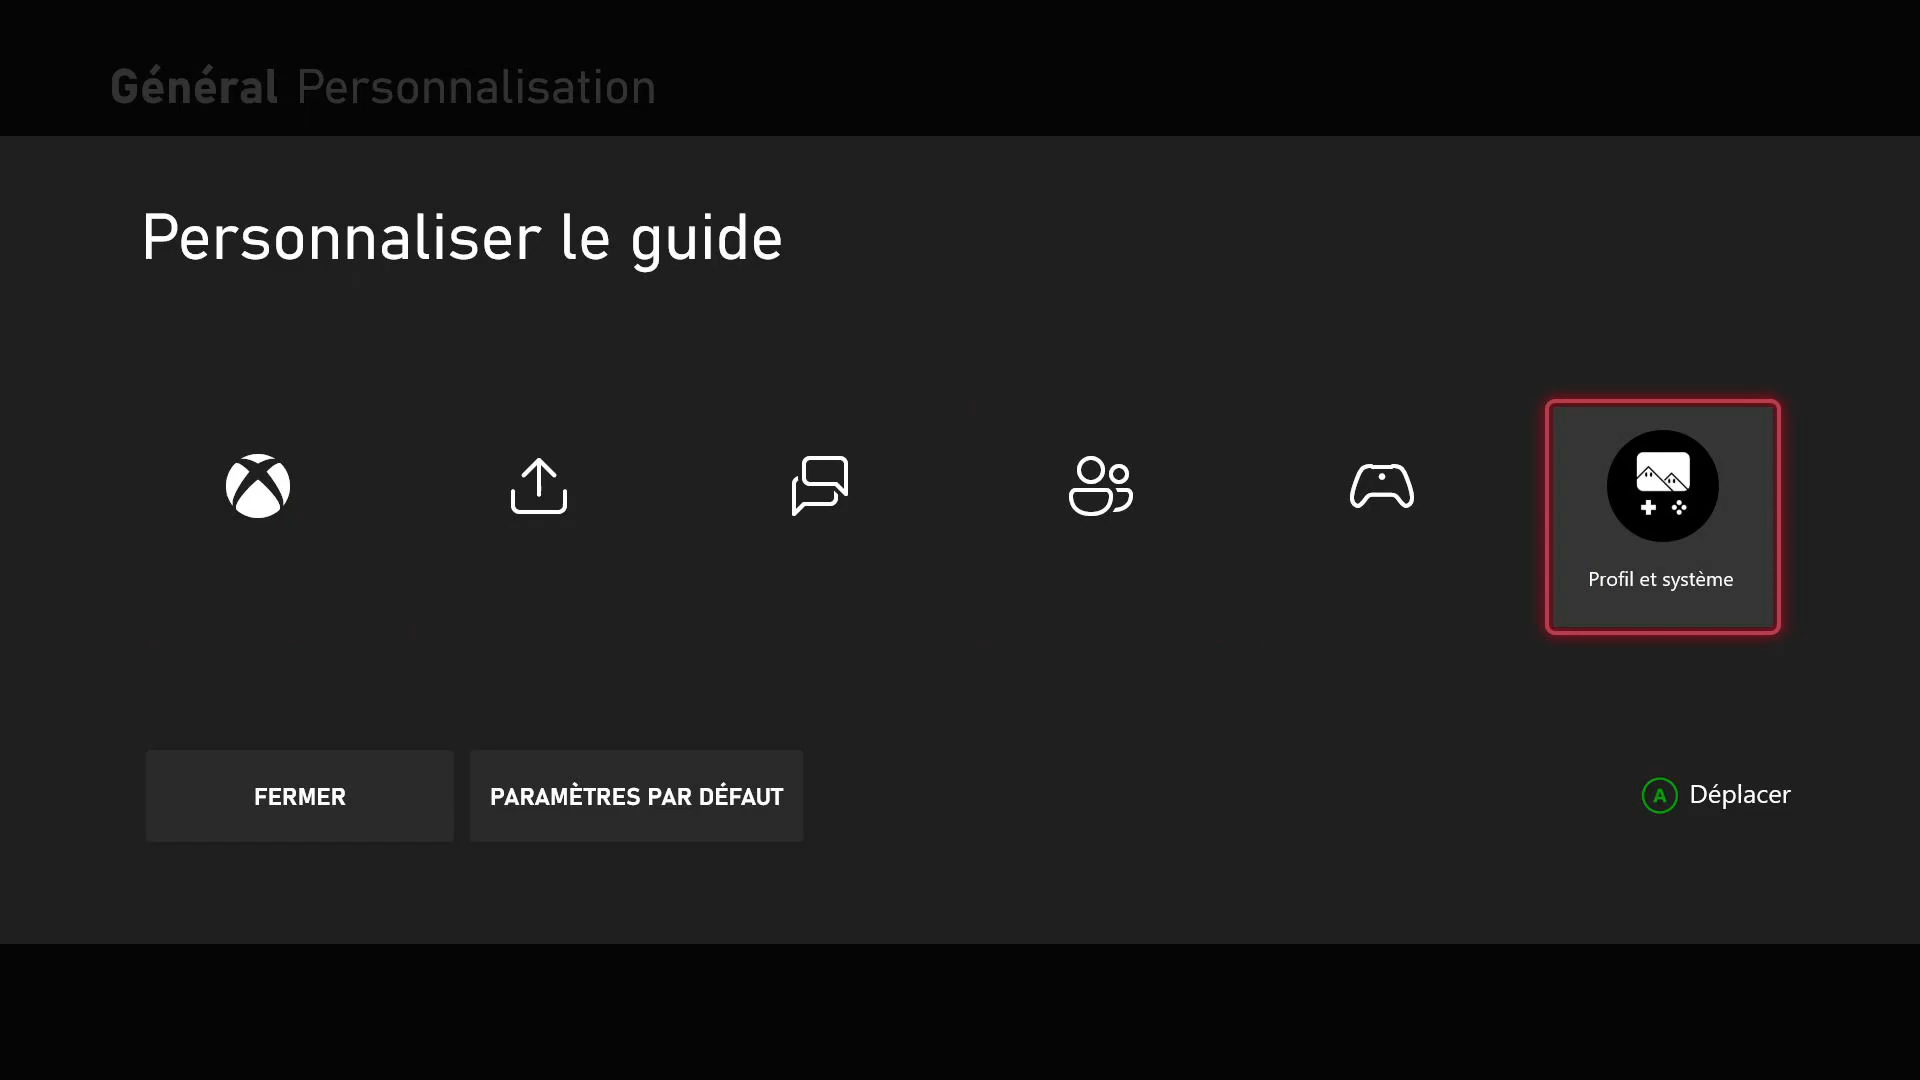 Général Personnalisation
Personnaliser le guide
Profil et système
FERMER
PARAMÈTRES PAR DÉFAUT
A Déplacer